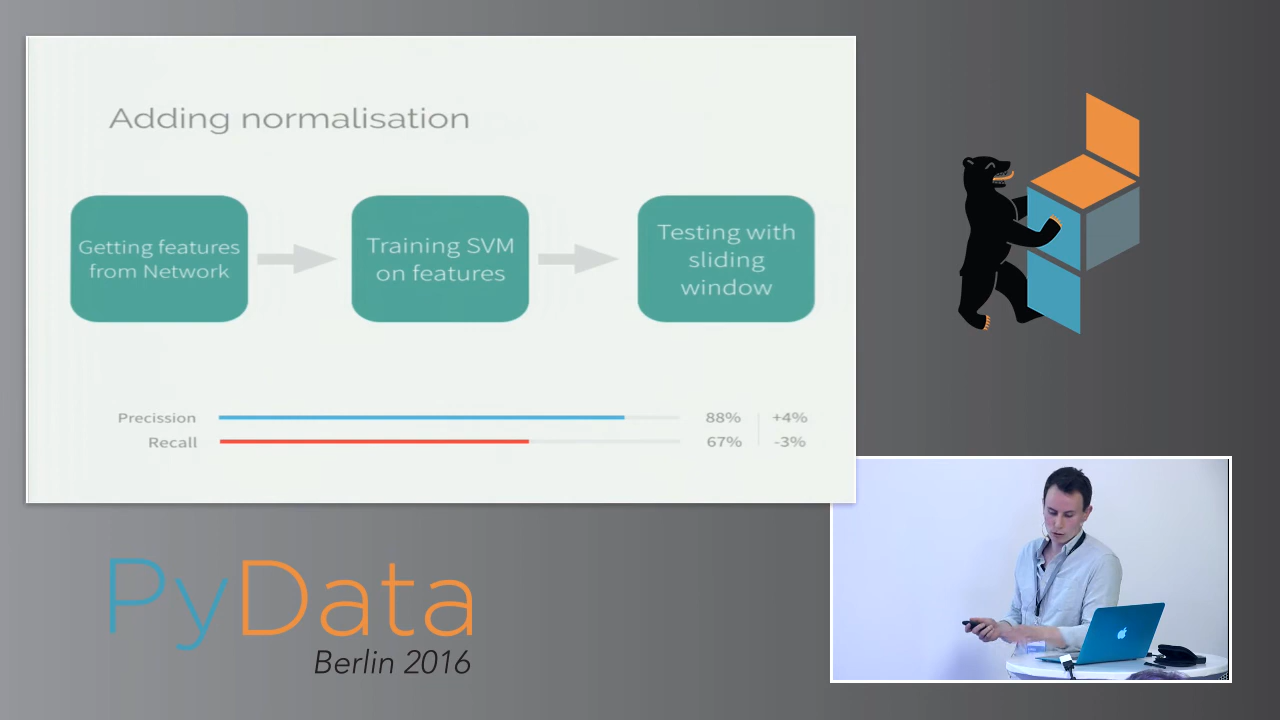 Adding normalisation
Getting features
from Network
Training SVM
on features
Testing with
sliding
window
Precission 88% +4%
Recall 67% -3%
PyData
Berlin 2016